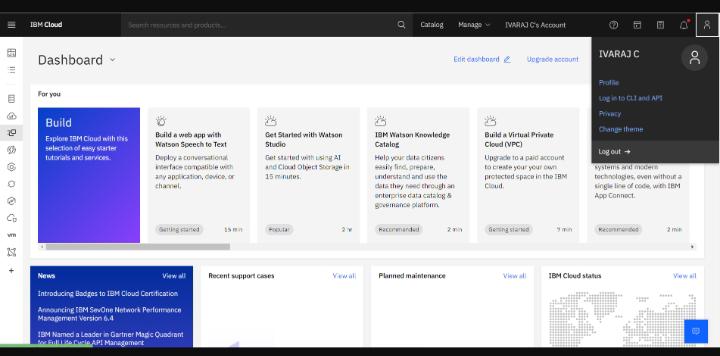 IBM Cloud
Search resources and products...
Catalog
Manage
IVARAJ C's Account
Dashboard
Edit dashboard
Upgrade account
IVARAJ C
Profile
Log in to CLI and API
Privacy
Change theme
Log out →
For you
Build
Explore IBM Cloud with this
selection of easy starter
tutorials and services.
Build a web app with
Watson Speech to Text
Deploy a conversational
interface compatible with
any application, device, or
channel.
Getting started
15 min
Get Started with Watson
Studio
Get started with using AI
and Cloud Object Storage in
15 minutes.
Popular
2 hr
IBM Watson Knowledge
Catalog
Help your data citizens
easily find, prepare,
understand and use the
data they need through an
enterprise data catalog &
governance platform.
Recommended
2 min
Build a Virtual Private
Cloud (VPC)
Upgrade to a paid account
to create your own
protected space in the IBM
Cloud.
Getting started
7 min
systems and modern
technologies, even without a
single line of code, with IBM
App Connect.
Recommended
2 min
vm
News
View all
Introducing Badges to IBM Cloud Certification
Announcing IBM SevOne Network Performance
Management Version 6.4
IBM Named a Leader in Gartner Magic Quadrant
for Full Life Cycle API Management
Recent support cases
View all
Planned maintenance
View all
IBM Cloud status
View all